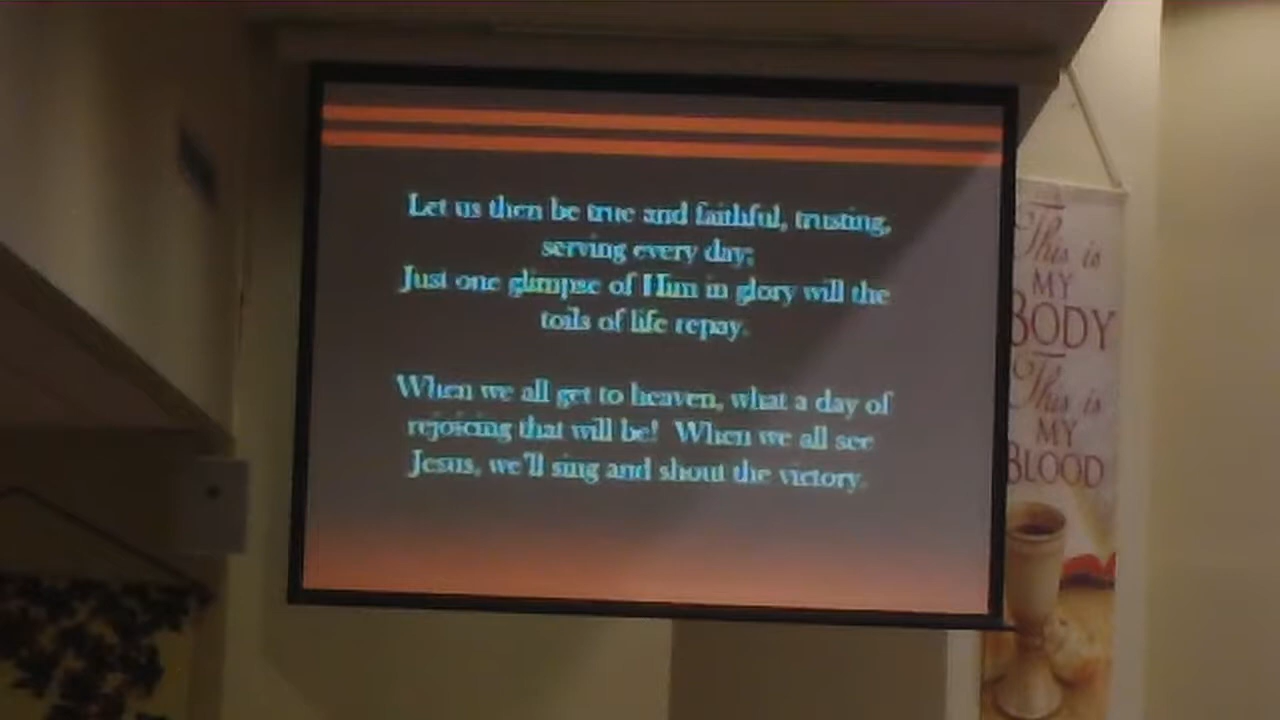 Let us then be true and faithful, trusting,
serving every day;
Just one glimpse of Him in glory will the
toils of life repay.
When we all get to heaven, what a day of
rejoicing that will be!  When we all see
Jesus, we'll sing and shout the victory.
This is
MY
BODY
This is
MY
BLOOD